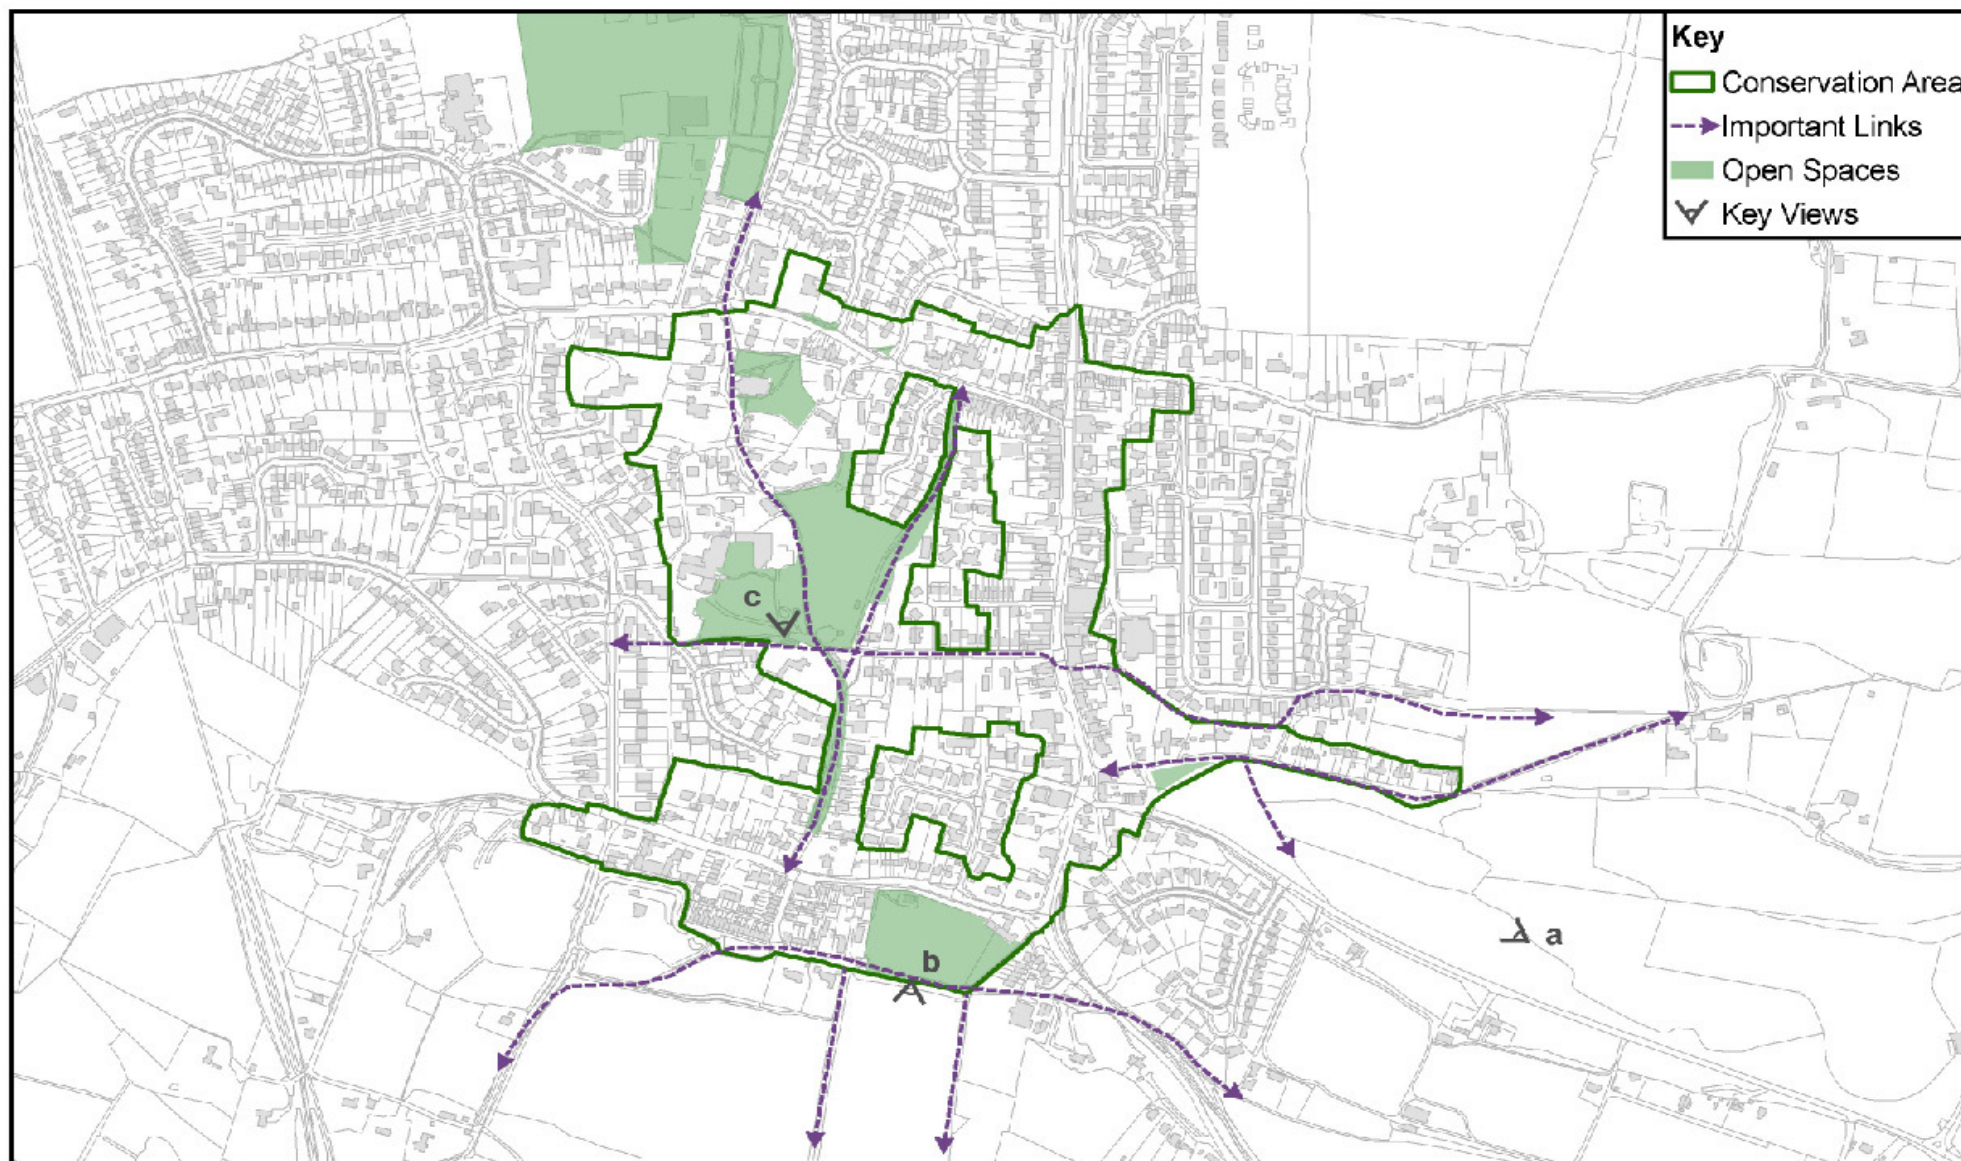 Key
Conservation Area
Important Links
Open Spaces
Key Views
c
a
b